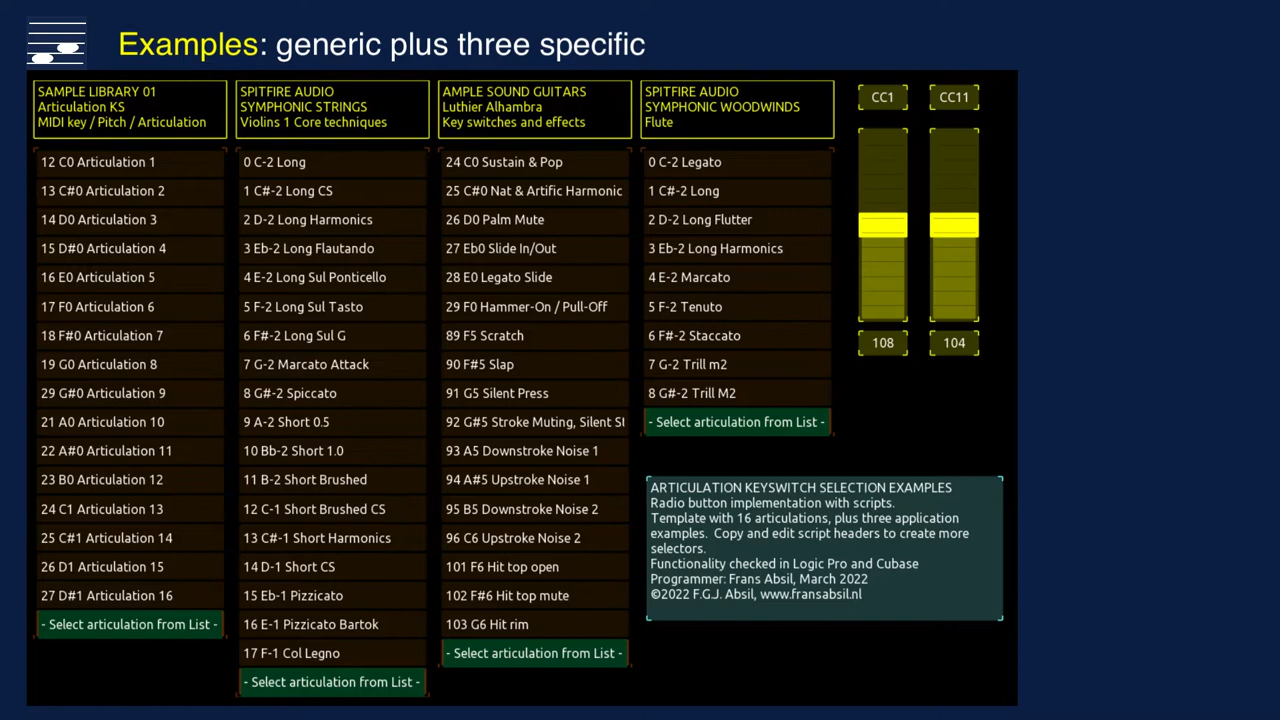 Examples: generic plus three specific
SAMPLE LIBRARY 01
Articulation KS
MIDI key / Pitch / Articulation
12 C0 Articulation 1
13 C#0 Articulation 2
14 D0 Articulation 3
15 D#0 Articulation 4
16 E0 Articulation 5
17 F0 Articulation 6
18 F#0 Articulation 7
19 G0 Articulation 8
29 G#0 Articulation 9
21 A0 Articulation 10
22 A#0 Articulation 11
23 B0 Articulation 12
24 C1 Articulation 13
25 C#1 Articulation 14
26 D1 Articulation 15
27 D#1 Articulation 16
- Select articulation from List -
SPITFIRE AUDIO
SYMPHONIC STRINGS
Violins 1 Core techniques
0 C-2 Long
1 C#-2 Long CS
2 D-2 Long Harmonics
3 Eb-2 Long Flautando
4 E-2 Long Sul Ponticello
5 F-2 Long Sul Tasto
6 F#-2 Long Sul G
7 G-2 Marcato Attack
8 G#-2 Spiccato
9 A-2 Short 0.5
10 Bb-2 Short 1.0
11 B-2 Short Brushed
12 C-1 Short Brushed CS
13 C#-1 Short Harmonics
14 D-1 Short CS
15 Eb-1 Pizzicato
16 E-1 Pizzicato Bartok
17 F-1 Col Legno
- Select articulation from List -
AMPLE SOUND GUITARS
Luthier Alhambra
Key switches and effects
24 C0 Sustain & Pop
25 C#0 Nat & Artific Harmonic
26 D0 Palm Mute
27 Eb0 Slide In/Out
28 E0 Legato Slide
29 F0 Hammer-On / Pull-Off
89 F5 Scratch
90 F#5 Slap
91 G5 Silent Press
92 G#5 Stroke Muting, Silent St
93 A5 Downstroke Noise 1
94 A#5 Upstroke Noise 1
95 B5 Downstroke Noise 2
96 C6 Upstroke Noise 2
101 F6 Hit top open
102 F#6 Hit top mute
103 G6 Hit rim
- Select articulation from List -
SPITFIRE AUDIO
SYMPHONIC WOODWINDS
Flute
0 C-2 Legato
1 C#-2 Long
2 D-2 Long Flutter
3 Eb-2 Long Harmonics
4 E-2 Marcato
5 F-2 Tenuto
6 F#-2 Staccato
7 G-2 Trill m2
8 G#-2 Trill M2
- Select articulation from List -
CC1
108
CC11
104
ARTICULATION KEYSWITCH SELECTION EXAMPLES
Radio button implementation with scripts.
Template with 16 articulations, plus three application
examples. Copy and edit script headers to create more
selectors.
Functionality checked in Logic Pro and Cubase
Programmer: Frans Absil, March 2022
©2022 F.G.J. Absil, www.fransabsil.nl